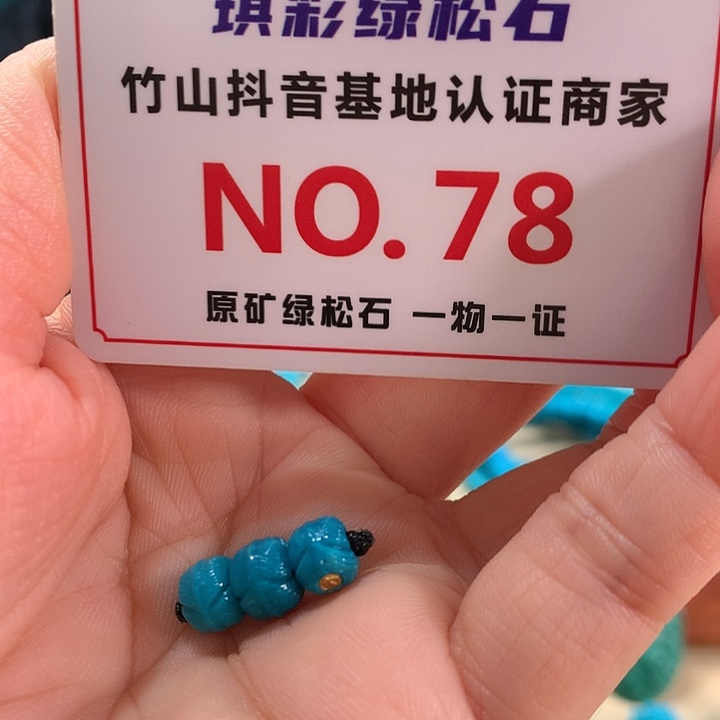 琪彩绿松石
竹山抖音基地认证商家
NO.78
原矿绿松石 一物一证